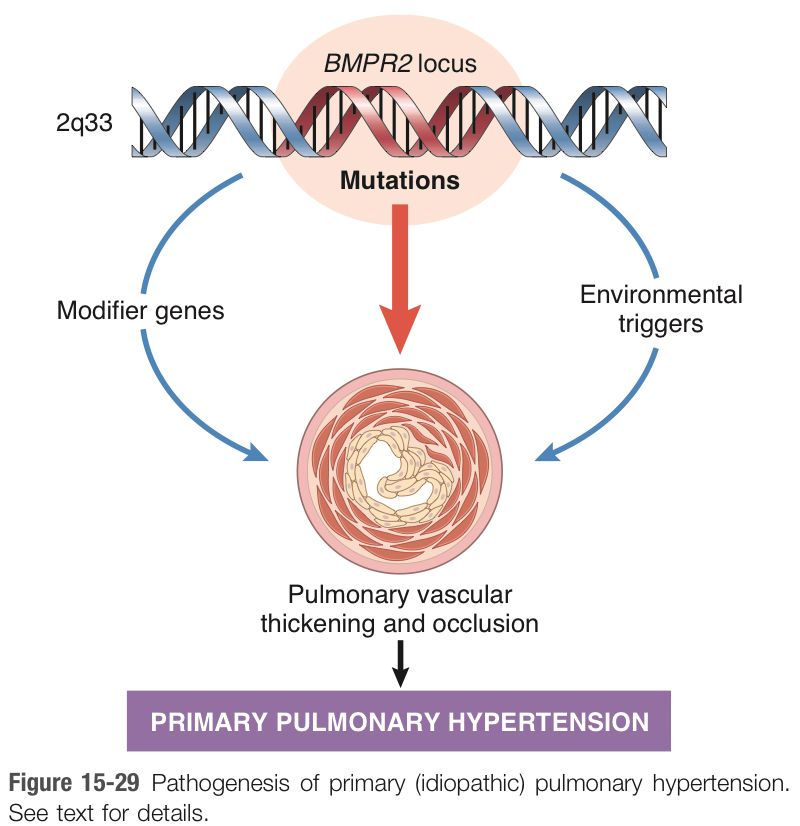 BMPR2 locus
2q33
Mutations
Modifier genes
Environmental
triggers
Pulmonary vascular
thickening and occlusion
PRIMARY PULMONARY HYPERTENSION
Figure 15-29 Pathogenesis of primary (idiopathic) pulmonary hypertension.
See text for details.